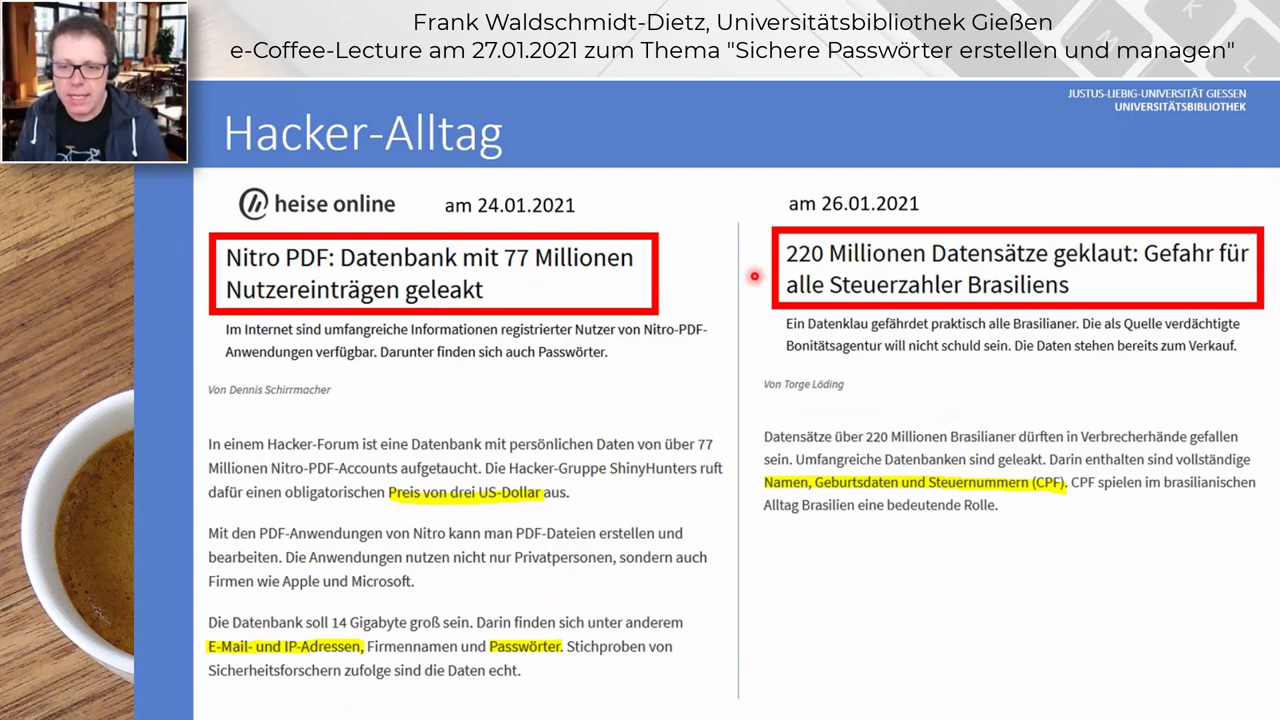 Frank Waldschmidt-Dietz, Universitätsbibliothek Gießen
e-Coffee-Lecture am 27.01.2021 zum Thema "Sichere Passwörter erstellen und managen"
JUSTUS-LIEBIG-UNIVERSITÄT GIESSEN
UNIVERSITÄTSBIBLIOTHEK
Hacker-Alltag
heise online
am 24.01.2021
Nitro PDF: Datenbank mit 77 Millionen
Nutzereinträgen geleakt
Im Internet sind umfangreiche Informationen registrierter Nutzer von Nitro-PDF-
Anwendungen verfügbar. Darunter finden sich auch Passwörter.
Von Dennis Schirrmacher
In einem Hacker-Forum ist eine Datenbank mit persönlichen Daten von über 77
Millionen Nitro-PDF-Accounts aufgetaucht. Die Hacker-Gruppe ShinyHunters ruft
dafür einen obligatorischen Preis von drei US-Dollar aus.
Mit den PDF-Anwendungen von Nitro kann man PDF-Dateien erstellen und
bearbeiten. Die Anwendungen nutzen nicht nur Privatpersonen, sondern auch
Firmen wie Apple und Microsoft.
Die Datenbank soll 14 Gigabyte groß sein. Darin finden sich unter anderem
E-Mail- und IP-Adressen, Firmennamen und Passwörter. Stichproben von
Sicherheitsforschern zufolge sind die Daten echt.
am 26.01.2021
220 Millionen Datensätze geklaut: Gefahr für
alle Steuerzahler Brasiliens
Ein Datenklau gefährdet praktisch alle Brasilianer. Die als Quelle verdächtigte
Bonitätsagentur will nicht schuld sein. Die Daten stehen bereits zum Verkauf.
Von Torge Löding
Datensätze über 220 Millionen Brasilianer dürften in Verbrecherhände gefallen
sein. Umfangreiche Datenbanken sind geleakt. Darin enthalten sind vollständige
Namen, Geburtsdaten und Steuernummern (CPF). CPF spielen im brasilianischen
Alltag Brasilien eine bedeutende Rolle.